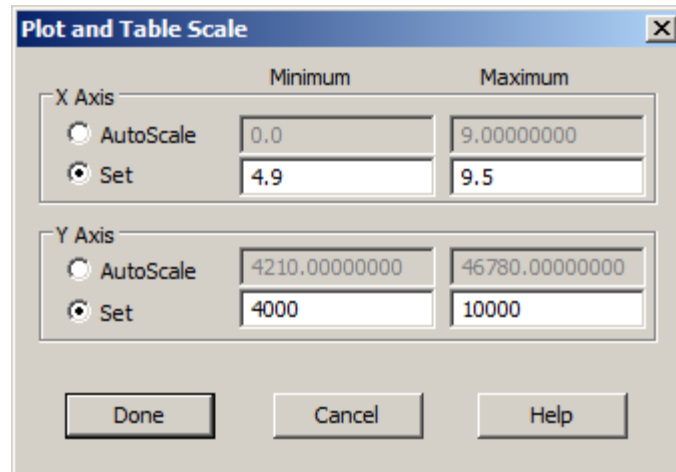 Plot and Table Scale
Minimum Maximum
X Axis
AutoScale 0.0 9.00000000
Set 4.9 9.5
Y Axis
AutoScale 4210.00000000 46780.00000000
Set 4000 10000
Done Cancel Help